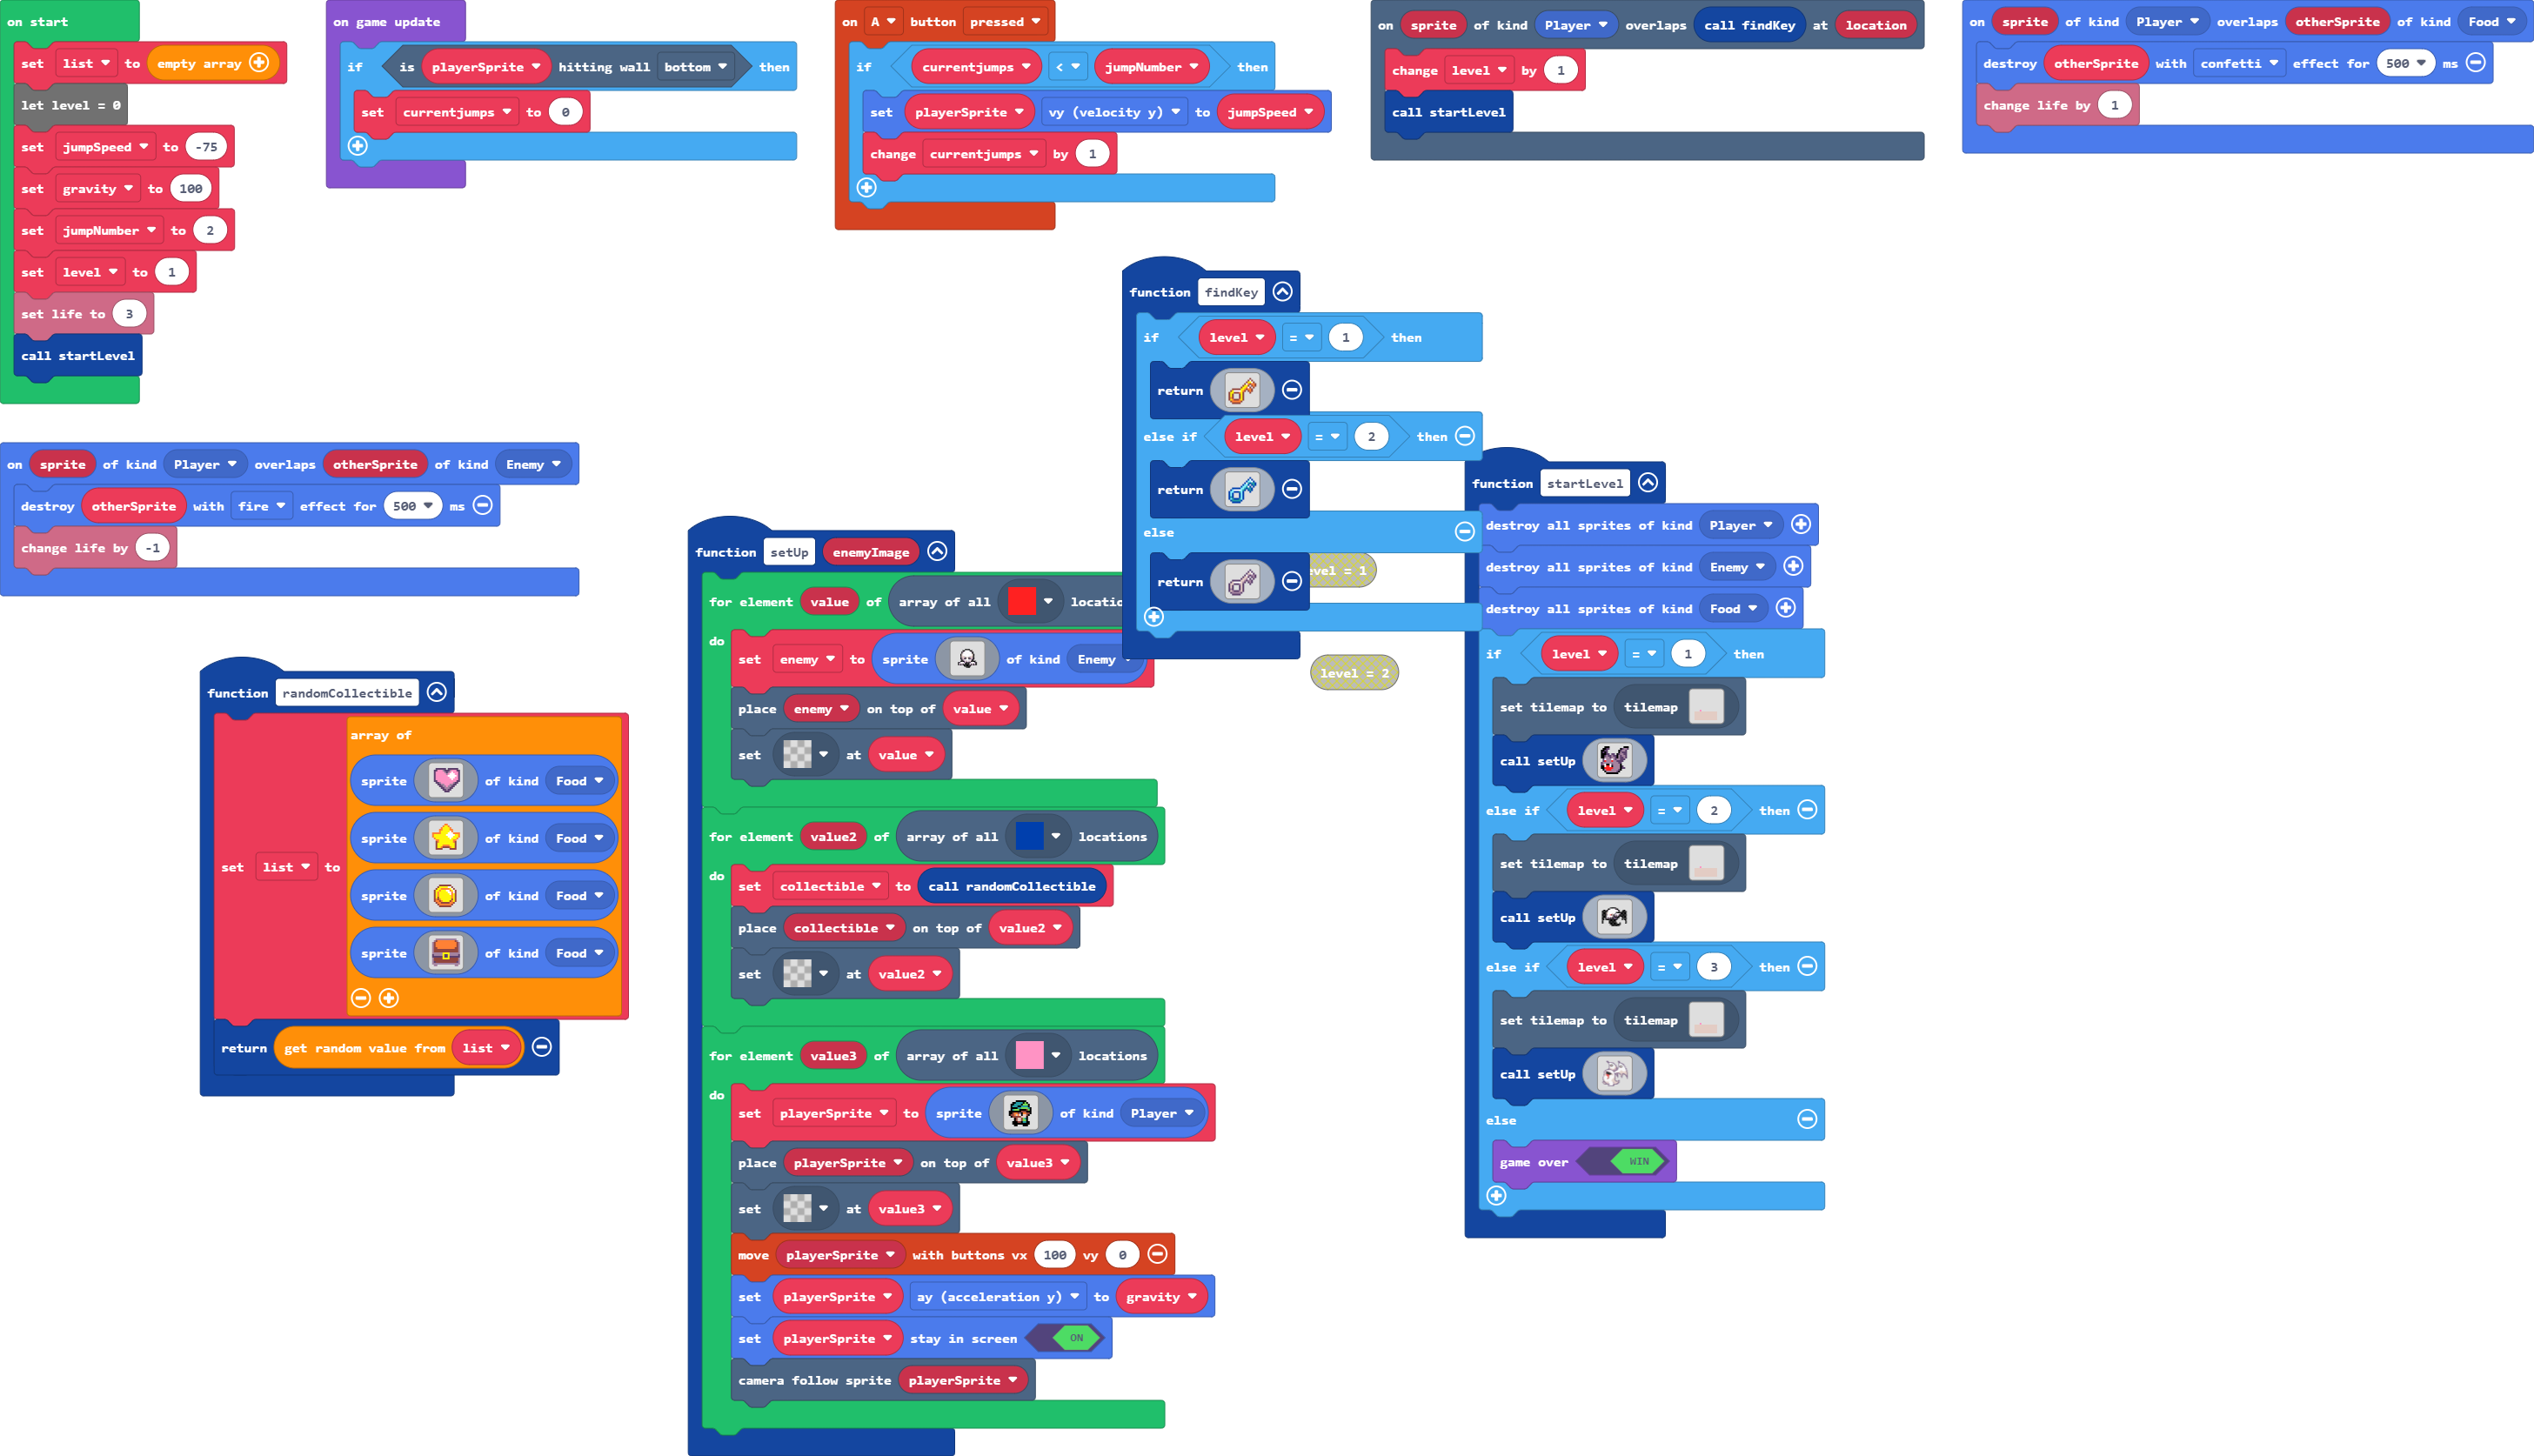 on start
set list to empty array
let level = 0
set jumpSpeed to -75
set gravity to 100
set jumpNumber to 2
set level to 1
set life to 3
call startLevel
on game update
if is playerSprite hitting wall bottom then
set currentjumps to 0
on A button pressed
if currentjumps < jumpNumber then
set playerSprite vy (velocity y) to jumpSpeed
change currentjumps by 1
on sprite of kind Player overlaps call findKey at location
change level by 1
call startLevel
on sprite of kind Player overlaps otherSprite of kind Food
destroy otherSprite with confetti effect for 500 ms
change life by 1
on sprite of kind Player overlaps otherSprite of kind Enemy
destroy otherSprite with fire effect for 500 ms
change life by -1
function randomCollectible
set list to
array of
sprite of kind Food
sprite of kind Food
sprite of kind Food
sprite of kind Food
return get random value from list
function setUp enemyImage
for element value of array of all
do
set enemy to sprite of kind Enemy
place enemy on top of value
set at value
for element value2 of array of all locations
do
set collectible to call randomCollectible
place collectible on top of value2
set at value2
for element value3 of array of all locations
do
set playerSprite to sprite of kind Player
place playerSprite on top of value3
set at value3
move playerSprite with buttons vx 100 vy 0
set playerSprite ay (acceleration y) to gravity
set playerSprite stay in screen ON
camera follow sprite playerSprite
function findKey
if level = 1 then
return
else if level = 2 then
return
else
return
= 1
level = 2
function startLevel
destroy all sprites of kind Player
destroy all sprites of kind Enemy
destroy all sprites of kind Food
if level = 1 then
set tilemap to tilemap
call setUp
else if level = 2 then
set tilemap to tilemap
call setUp
else if level = 3 then
set tilemap to tilemap
call setUp
else
game over WIN